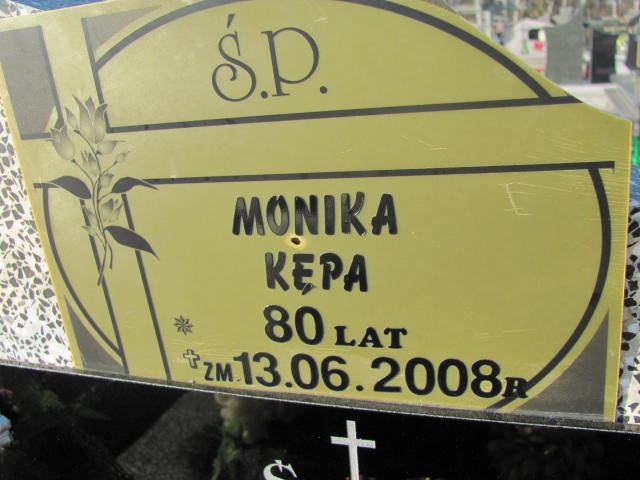 Ś.P.
MONIKA
KĘPA
80 LAT
ZM. 13.06.2008R
Ś